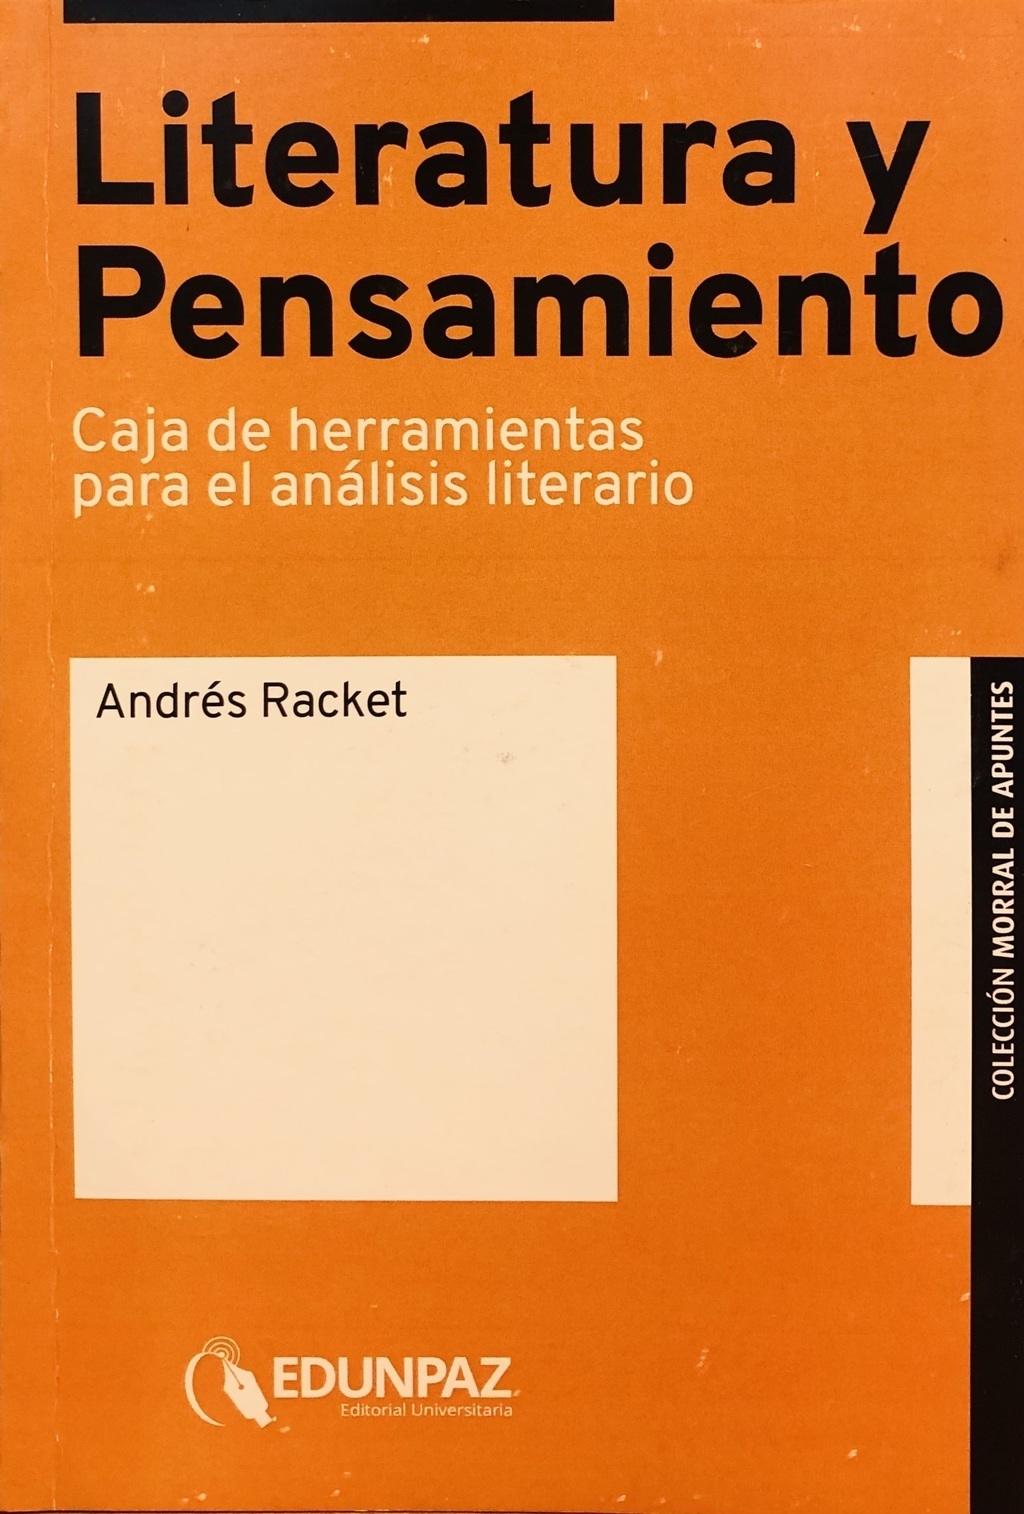 Literatura y
Pensamiento
Caja de herramientas
para el análisis literario
Andrés Racket
COLECCIÓN MORRAL DE APUNTES
EDUNPAZ
Editorial Universitaria